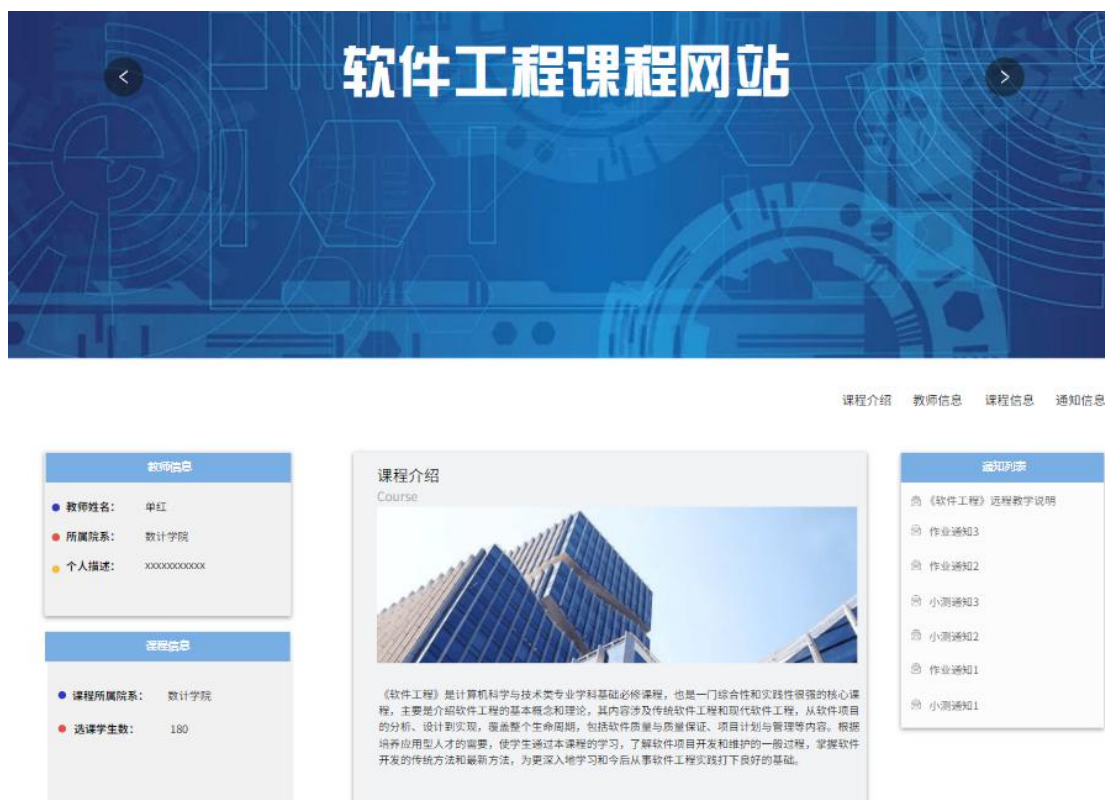 软件工程课程网站
课程介绍 教师信息 课程信息 通知信息
教师信息
教师姓名： 单红
所属院系： 数计学院
个人描述： xxxxxxxxxxx
课程信息
课程所属院系： 数计学院
选课学生数： 180
课程介绍
Course
《软件工程》是计算机科学与技术类专业学科基础必修课程，也是一门综合性和实践性很强的核心课
程，主要是介绍软件工程的基本概念和理论，其内容涉及传统软件工程和现代软件工程，从软件项目
的分析、设计到实现，覆盖整个生命周期，包括软件质量与质量保证、项目计划与管理等内容。根据
培养应用型人才的需要，使学生通过本课程的学习，了解软件项目开发和维护的一般过程，掌握软件
开发的传统方法和最新方法，为更深入地学习和今后从事软件工程实践打下良好的基础。
通知列表
《软件工程》远程教学说明
作业通知3
作业通知2
小测通知3
小测通知2
作业通知1
小测通知1